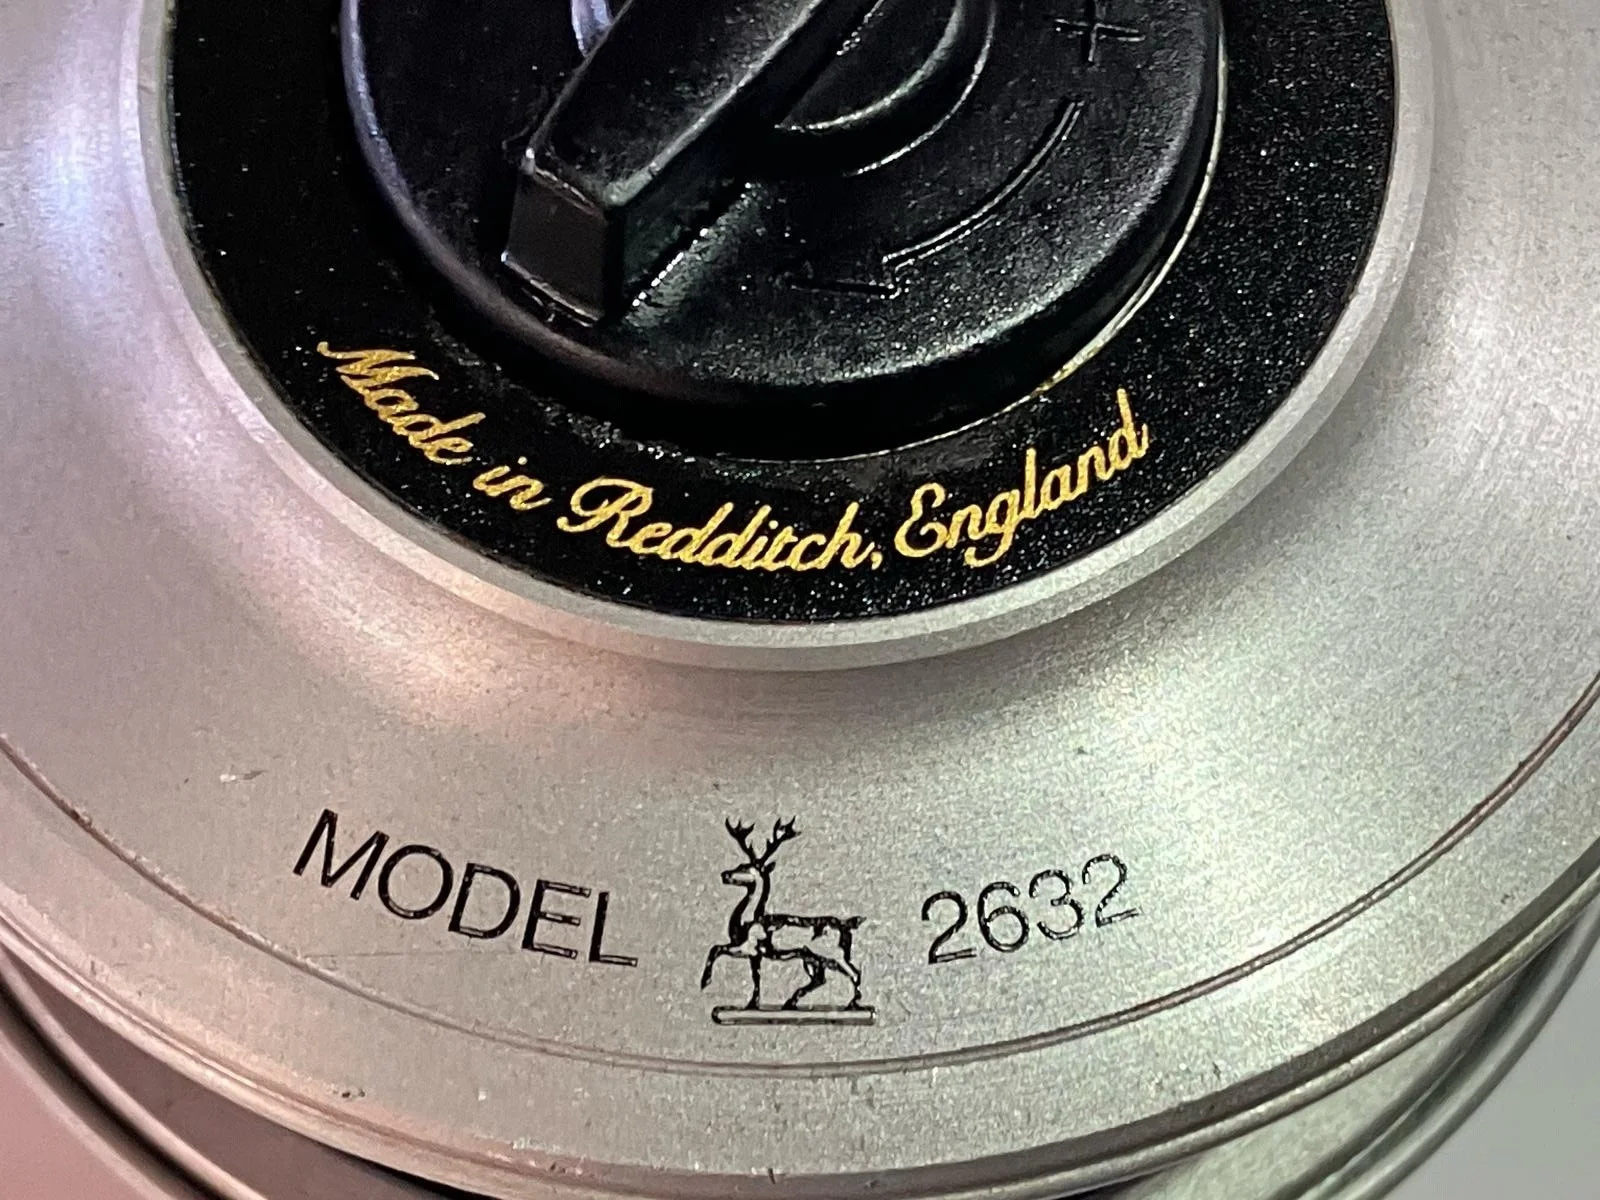 +
Made in Redditch, England
MODEL 2632